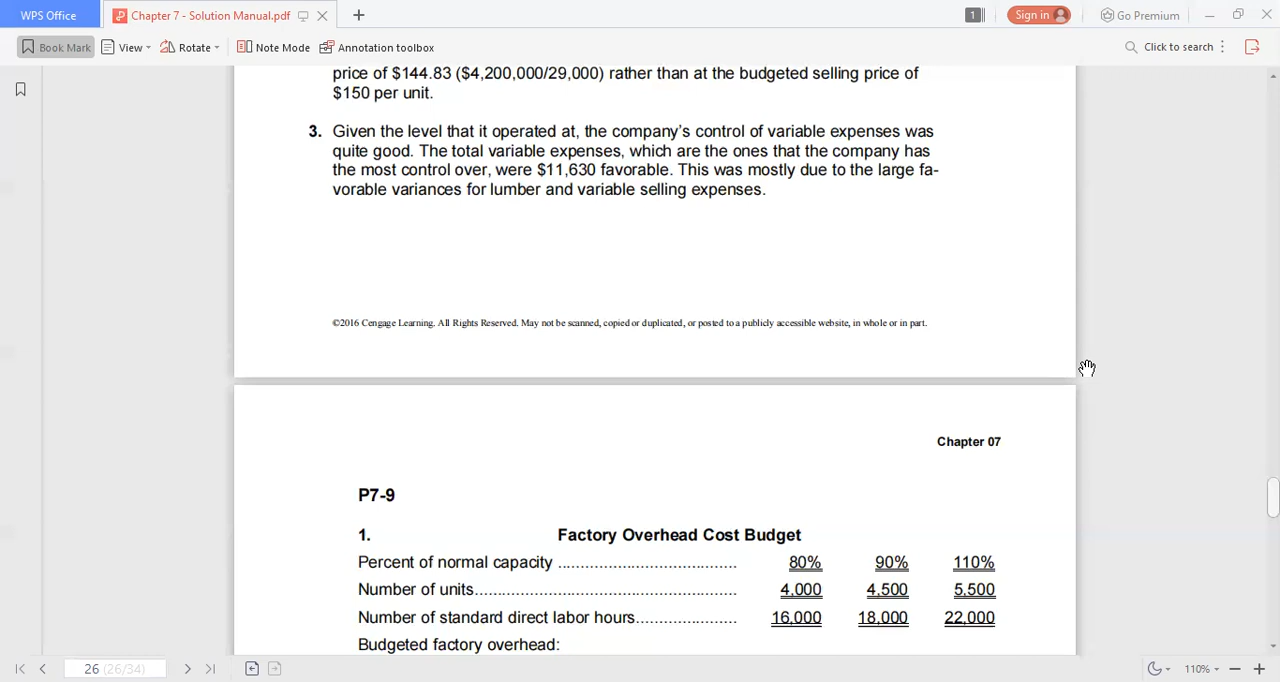 WPS Office
Chapter 7 - Solution Manual.pdf
1
Sign in
Go Premium
Book Mark
View
Rotate
Note Mode
Annotation toolbox
Click to search
price of $144.83 ($4,200,000/29,000) rather than at the budgeted selling price of
$150 per unit.
3. Given the level that it operated at, the company's control of variable expenses was
quite good. The total variable expenses, which are the ones that the company has
the most control over, were $11,630 favorable. This was mostly due to the large fa-
vorable variances for lumber and variable selling expenses.
©2016 Cengage Learning. All Rights Reserved. May not be scanned, copied or duplicated, or posted to a publicly accessible website, in whole or in part.
Chapter 07
P7-9
1. Factory Overhead Cost Budget
Percent of normal capacity ....................................... 80% 90% 110%
Number of units......................................................... 4,000 4,500 5,500
Number of standard direct labor hours...................... 16,000 18,000 22,000
Budgeted factory overhead:
26 (26/34)
110%